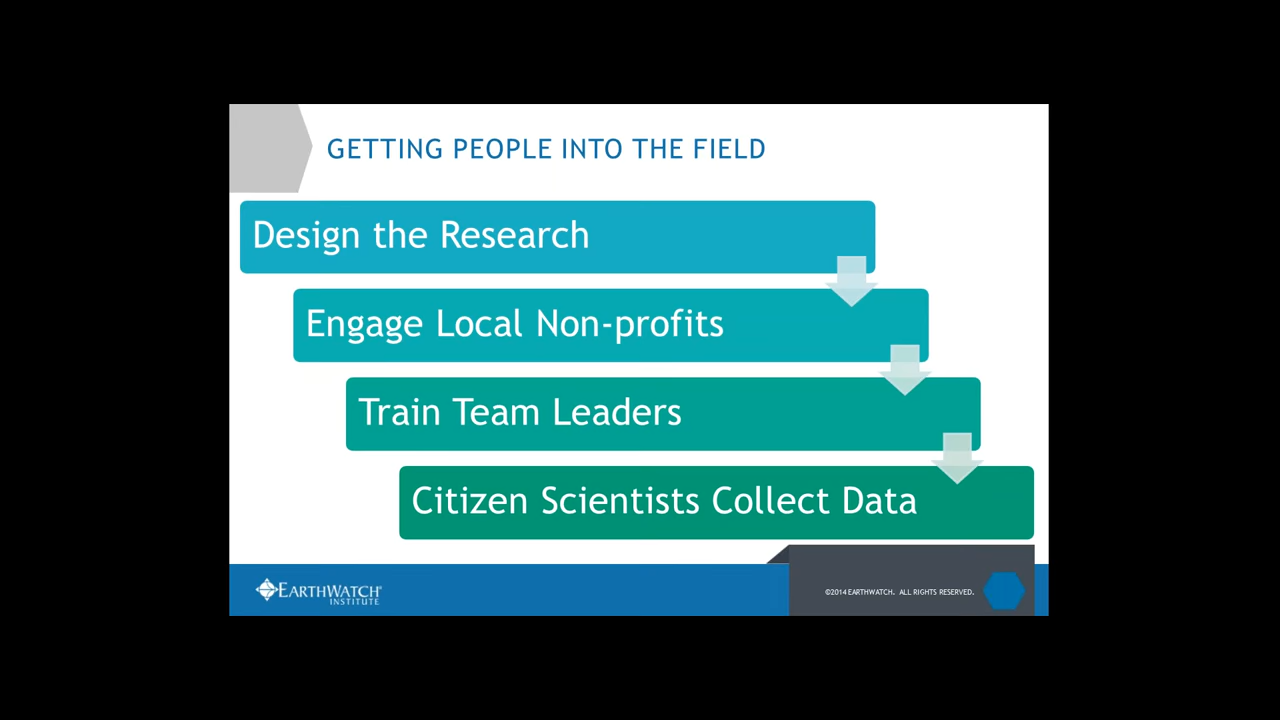 GETTING PEOPLE INTO THE FIELD
Design the Research
Engage Local Non-profits
Train Team Leaders
Citizen Scientists Collect Data
EARTHWATCH®
INSTITUTE
©2014 EARTHWATCH. ALL RIGHTS RESERVED.